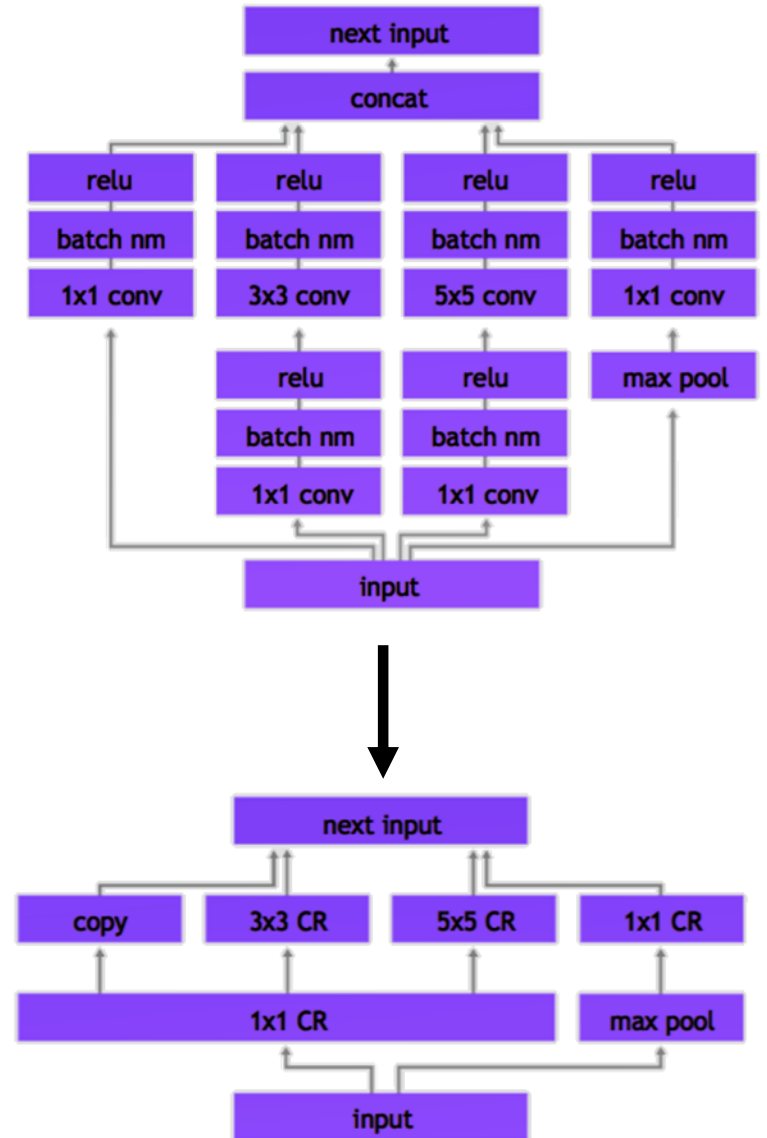 next input
concat
relu relu relu relu
batch nm batch nm batch nm batch nm
1x1 conv 3x3 conv 5x5 conv 1x1 conv
relu relu max pool
batch nm batch nm
1x1 conv 1x1 conv
input
next input
copy 3x3 CR 5x5 CR 1x1 CR
1x1 CR max pool
input